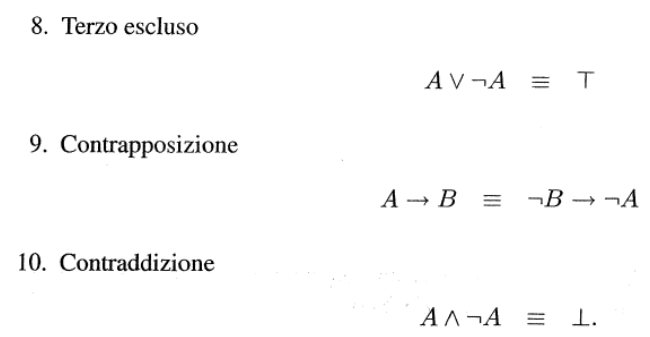 8. Terzo escluso
A ∨ ¬A ≡ ⊤
9. Contrapposizione
A → B ≡ ¬B → ¬A
10. Contraddizione
A ∧ ¬A ≡ ⊥.